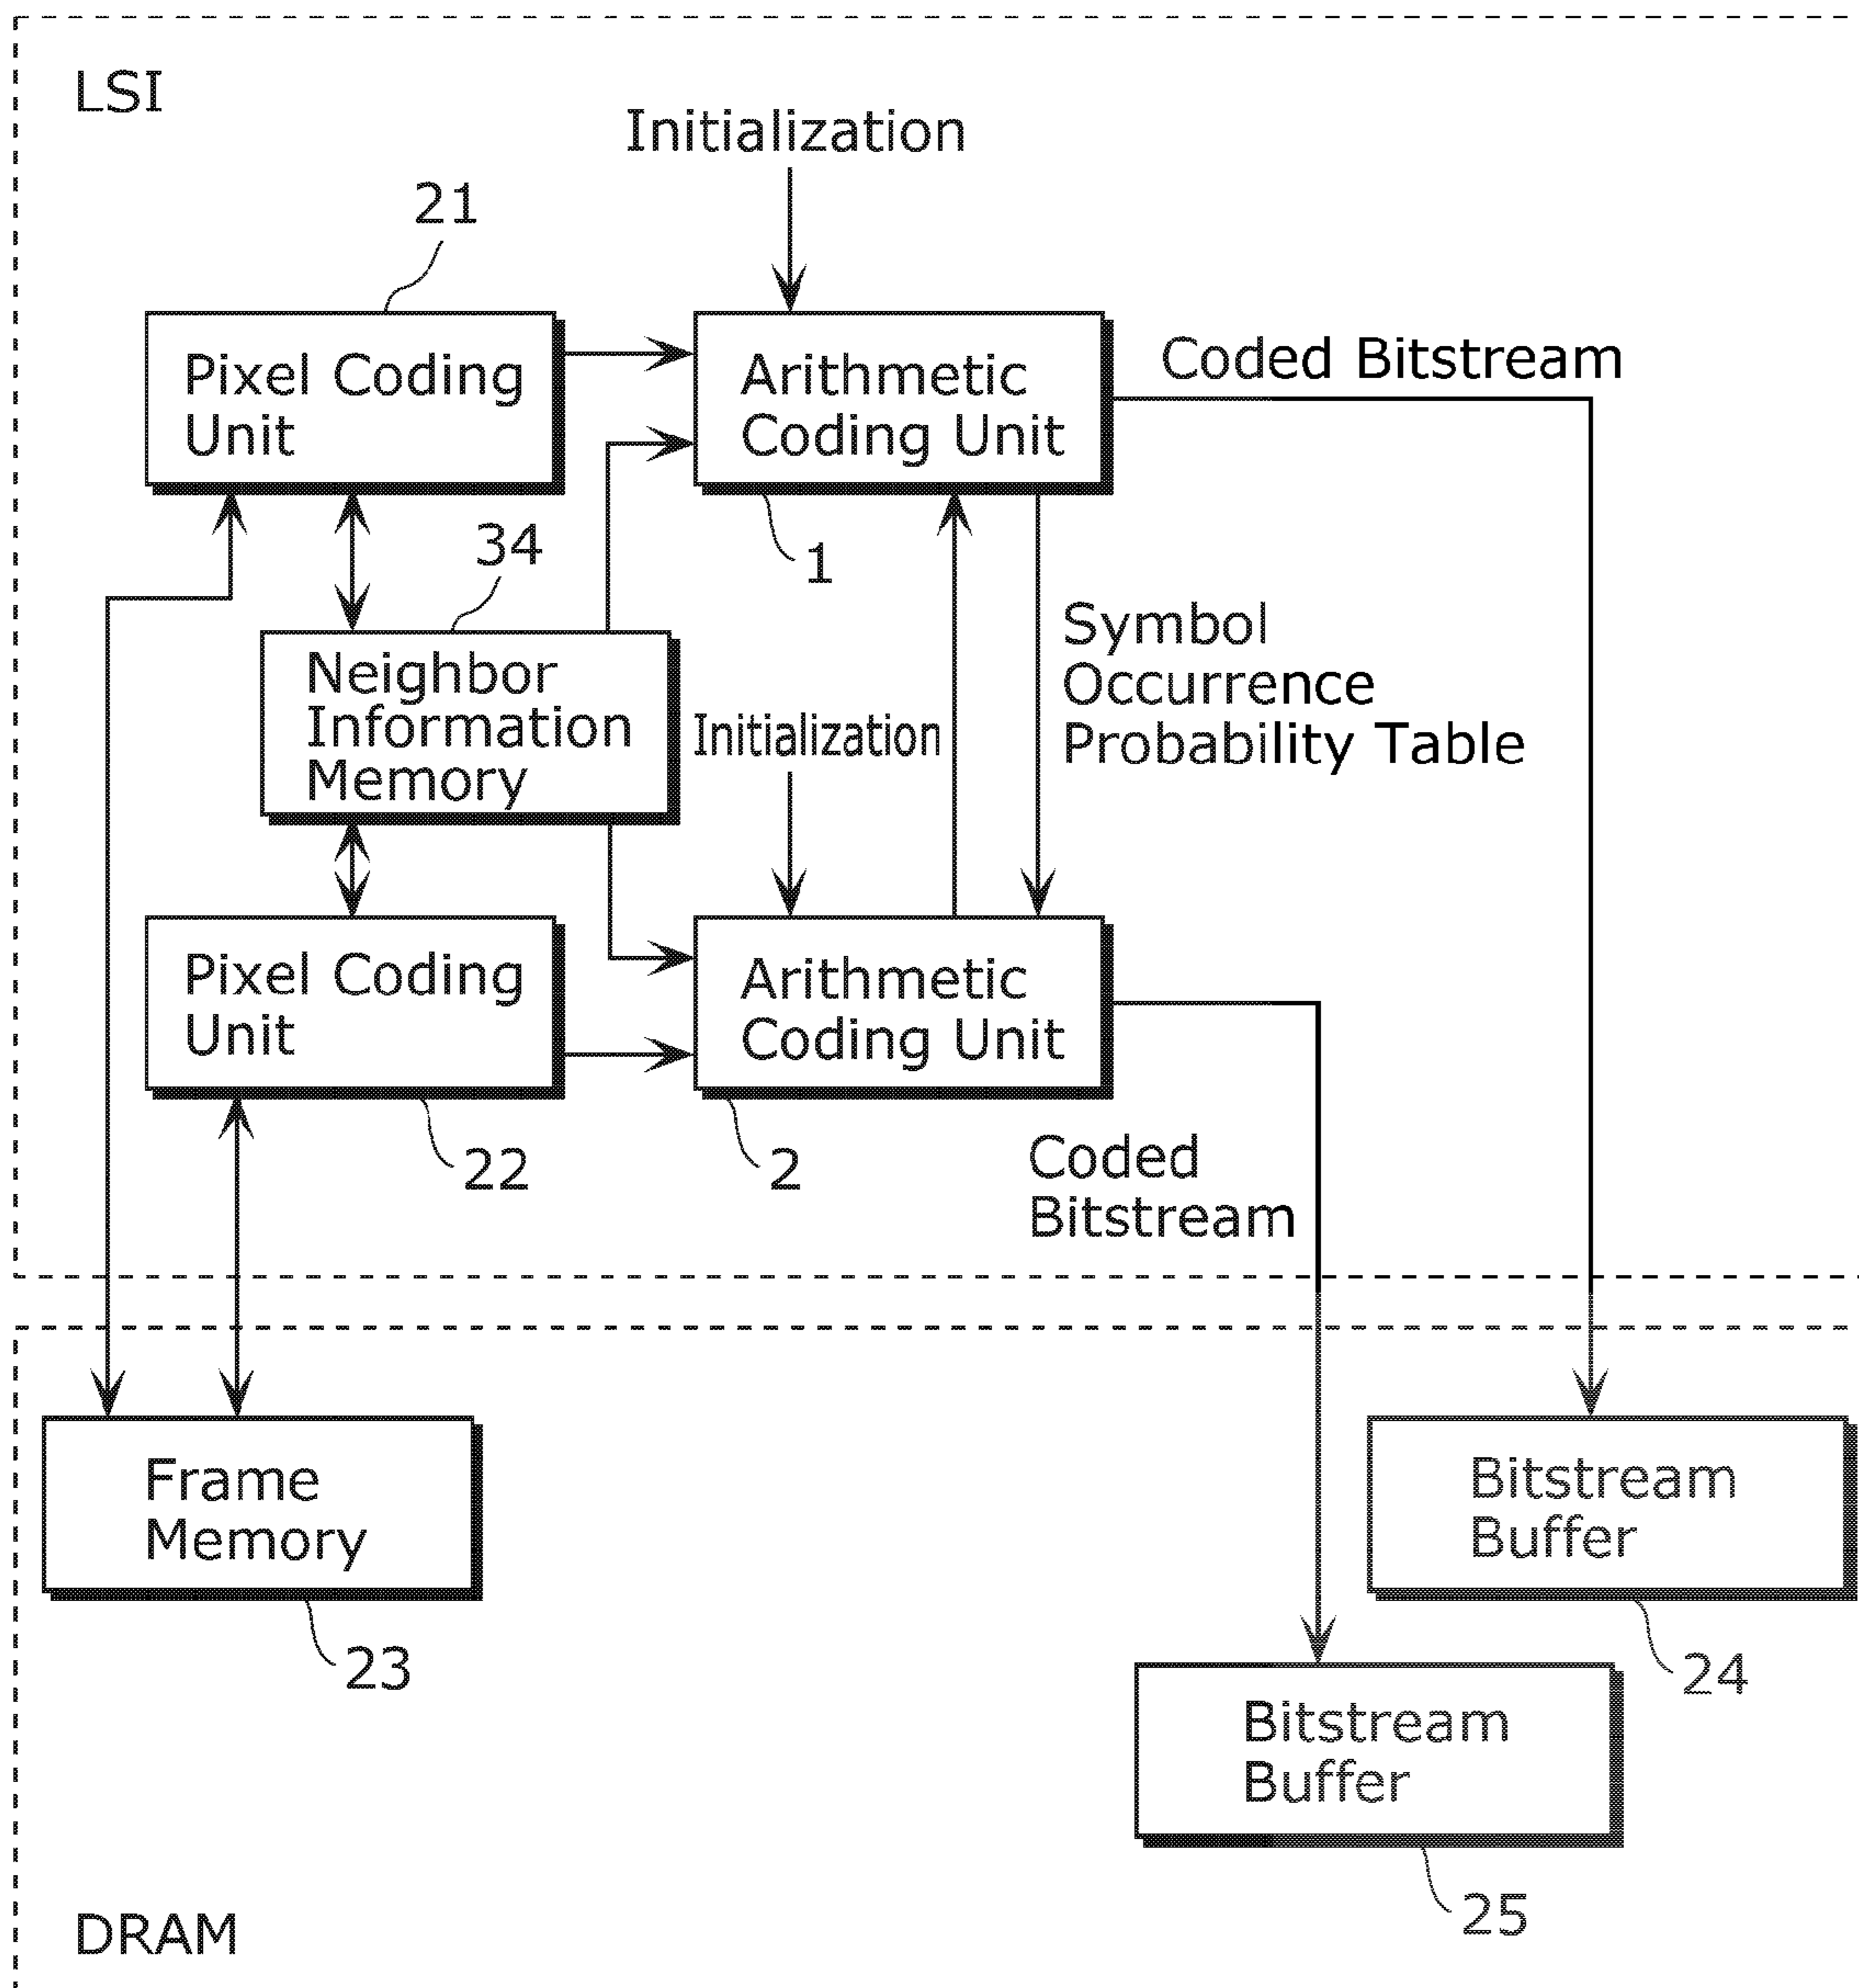 LSI
Initialization
21
Pixel Coding
Unit
Arithmetic
Coding Unit
Coded Bitstream
34
1
Neighbor
Information
Memory
Initialization
Symbol
Occurrence
Probability Table
Pixel Coding
Unit
Arithmetic
Coding Unit
22
2
Coded
Bitstream
Frame
Memory
Bitstream
Buffer
23
24
Bitstream
Buffer
25
DRAM